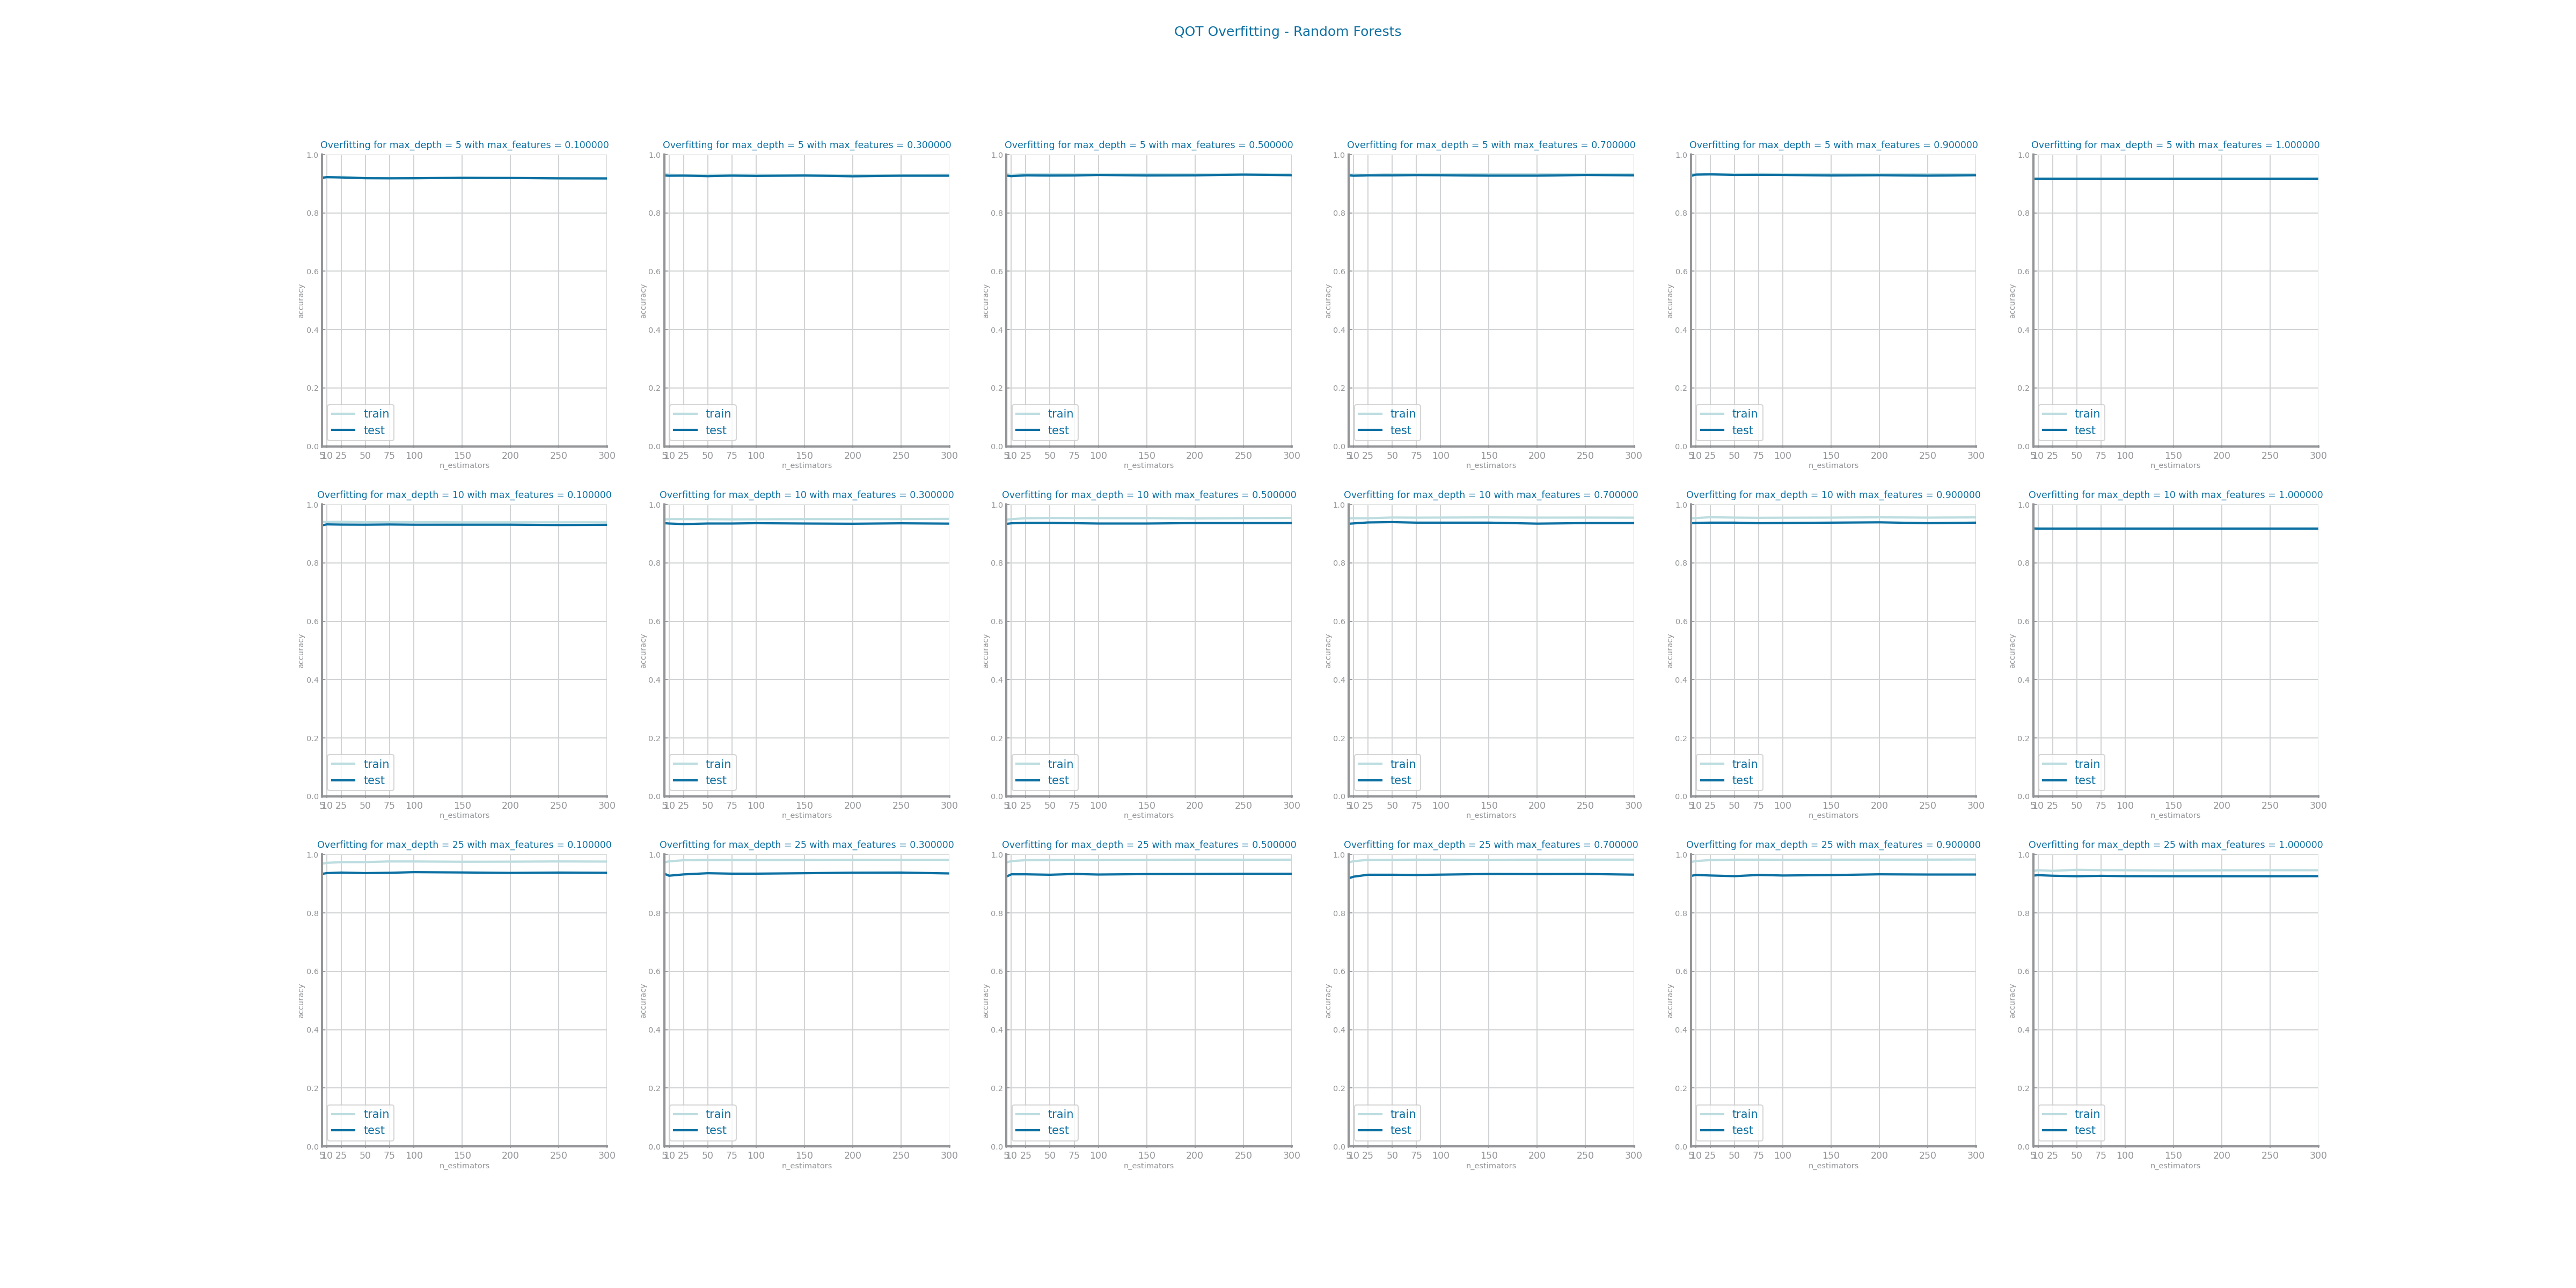 QOT Overfitting - Random Forests
Overfitting for max_depth = 5 with max_features = 0.100000
1.0
0.8
0.6
accuracy
0.4
0.2
train
test
0.0
5 10 25 50 75 100 150 200 250 300
n_estimators
Overfitting for max_depth = 5 with max_features = 0.300000
1.0
0.8
0.6
accuracy
0.4
0.2
train
test
0.0
5 10 25 50 75 100 150 200 250 300
n_estimators
Overfitting for max_depth = 5 with max_features = 0.500000
1.0
0.8
0.6
accuracy
0.4
0.2
train
test
0.0
5 10 25 50 75 100 150 200 250 300
n_estimators
Overfitting for max_depth = 5 with max_features = 0.700000
1.0
0.8
0.6
accuracy
0.4
0.2
train
test
0.0
5 10 25 50 75 100 150 200 250 300
n_estimators
Overfitting for max_depth = 5 with max_features = 0.900000
1.0
0.8
0.6
accuracy
0.4
0.2
train
test
0.0
5 10 25 50 75 100 150 200 250 300
n_estimators
Overfitting for max_depth = 5 with max_features = 1.000000
1.0
0.8
0.6
accuracy
0.4
0.2
train
test
0.0
5 10 25 50 75 100 150 200 250 300
n_estimators
Overfitting for max_depth = 10 with max_features = 0.100000
1.0
0.8
0.6
accuracy
0.4
0.2
train
test
0.0
5 10 25 50 75 100 150 200 250 300
n_estimators
Overfitting for max_depth = 10 with max_features = 0.300000
1.0
0.8
0.6
accuracy
0.4
0.2
train
test
0.0
5 10 25 50 75 100 150 200 250 300
n_estimators
Overfitting for max_depth = 10 with max_features = 0.500000
1.0
0.8
0.6
accuracy
0.4
0.2
train
test
0.0
5 10 25 50 75 100 150 200 250 300
n_estimators
Overfitting for max_depth = 10 with max_features = 0.700000
1.0
0.8
0.6
accuracy
0.4
0.2
train
test
0.0
5 10 25 50 75 100 150 200 250 300
n_estimators
Overfitting for max_depth = 10 with max_features = 0.900000
1.0
0.8
0.6
accuracy
0.4
0.2
train
test
0.0
5 10 25 50 75 100 150 200 250 300
n_estimators
Overfitting for max_depth = 10 with max_features = 1.000000
1.0
0.8
0.6
accuracy
0.4
0.2
train
test
0.0
5 10 25 50 75 100 150 200 250 300
n_estimators
Overfitting for max_depth = 25 with max_features = 0.100000
1.0
0.8
0.6
accuracy
0.4
0.2
train
test
0.0
5 10 25 50 75 100 150 200 250 300
n_estimators
Overfitting for max_depth = 25 with max_features = 0.300000
1.0
0.8
0.6
accuracy
0.4
0.2
train
test
0.0
5 10 25 50 75 100 150 200 250 300
n_estimators
Overfitting for max_depth = 25 with max_features = 0.500000
1.0
0.8
0.6
accuracy
0.4
0.2
train
test
0.0
5 10 25 50 75 100 150 200 250 300
n_estimators
Overfitting for max_depth = 25 with max_features = 0.700000
1.0
0.8
0.6
accuracy
0.4
0.2
train
test
0.0
5 10 25 50 75 100 150 200 250 300
n_estimators
Overfitting for max_depth = 25 with max_features = 0.900000
1.0
0.8
0.6
accuracy
0.4
0.2
train
test
0.0
5 10 25 50 75 100 150 200 250 300
n_estimators
Overfitting for max_depth = 25 with max_features = 1.000000
1.0
0.8
0.6
accuracy
0.4
0.2
train
test
0.0
5 10 25 50 75 100 150 200 250 300
n_estimators